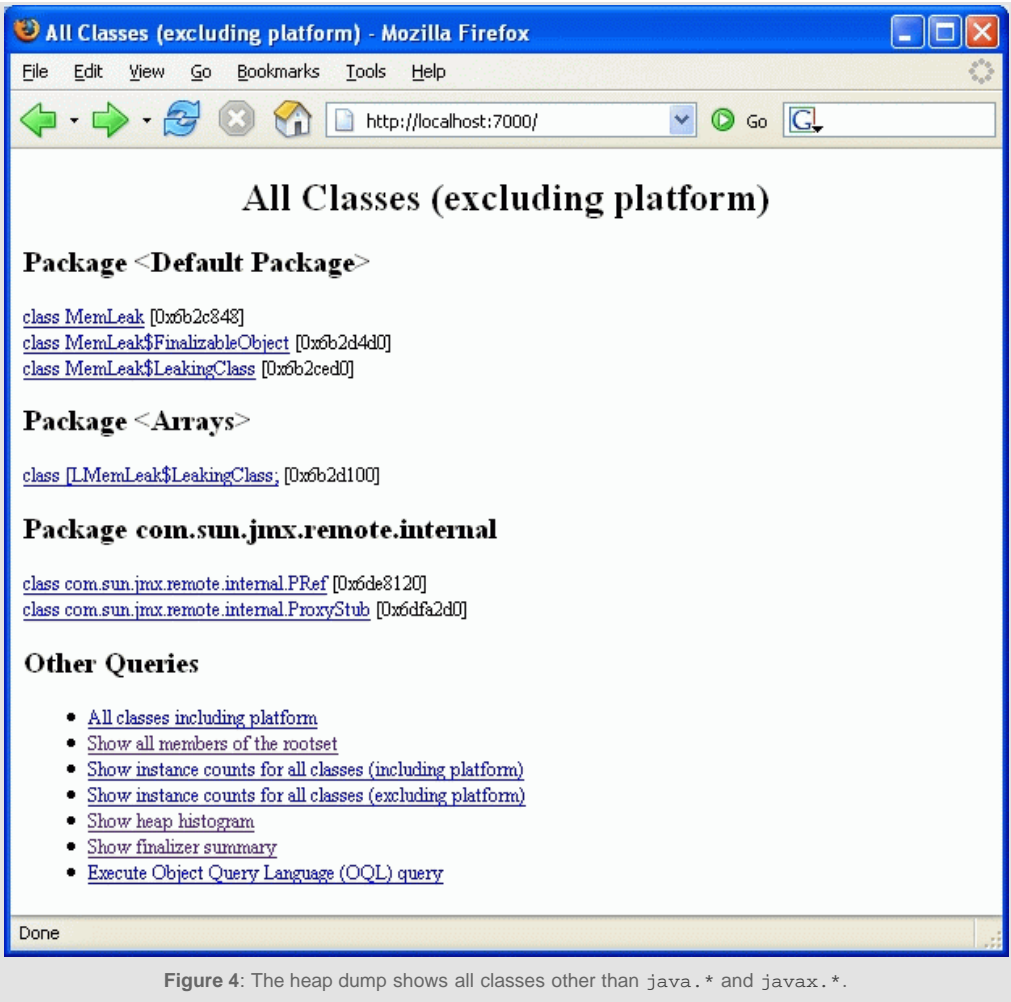 All Classes (excluding platform) - Mozilla Firefox
File Edit View Go Bookmarks Tools Help
http://localhost:7000/ Go G
All Classes (excluding platform)
Package <Default Package>
class MemLeak [0x6b2c848]
class MemLeak$FinalizableObject [0x6b2d4d0]
class MemLeak$LeakingClass [0x6b2ced0]
Package <Arrays>
class [LMemLeak$LeakingClass; [0x6b2d100]
Package com.sun.jmx.remote.internal
class com.sun.jmx.remote.internal.PRef [0x6de8120]
class com.sun.jmx.remote.internal.ProxyStub [0x6dfa2d0]
Other Queries
• All classes including platform
• Show all members of the rootset
• Show instance counts for all classes (including platform)
• Show instance counts for all classes (excluding platform)
• Show heap histogram
• Show finalizer summary
• Execute Object Query Language (OQL) query
Done
Figure 4: The heap dump shows all classes other than java.* and javax.*.